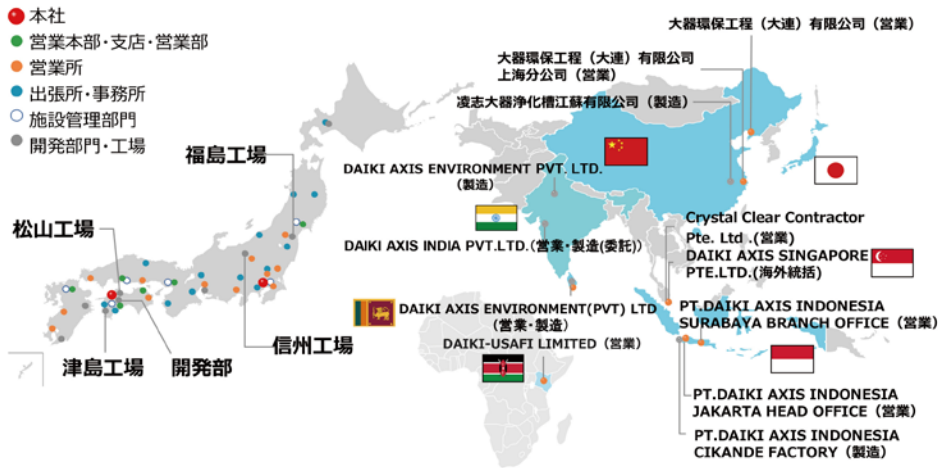 本社
営業本部・支店・営業部
営業所
出張所・事務所
施設管理部門
開発部門・工場
福島工場
松山工場
津島工場
開発部
信州工場
大器環保工程（大連）有限公司（営業）
大器環保工程（大連）有限公司
上海分公司（営業）
凌志大器浄化槽江蘇有限公司（製造）
DAIKI AXIS ENVIRONMENT PVT. LTD.
（製造）
DAIKI AXIS INDIA PVT.LTD.（営業・製造(委託)）
DAIKI AXIS ENVIRONMENT(PVT) LTD
（営業・製造）
DAIKI-USAFI LIMITED（営業）
Crystal Clear Contractor
Pte. Ltd .(営業)
DAIKI AXIS SINGAPORE
PTE.LTD.(海外統括)
PT.DAIKI AXIS INDONESIA
SURABAYA BRANCH OFFICE（営業）
PT.DAIKI AXIS INDONESIA
JAKARTA HEAD OFFICE（営業）
PT.DAIKI AXIS INDONESIA
CIKANDE FACTORY（製造）